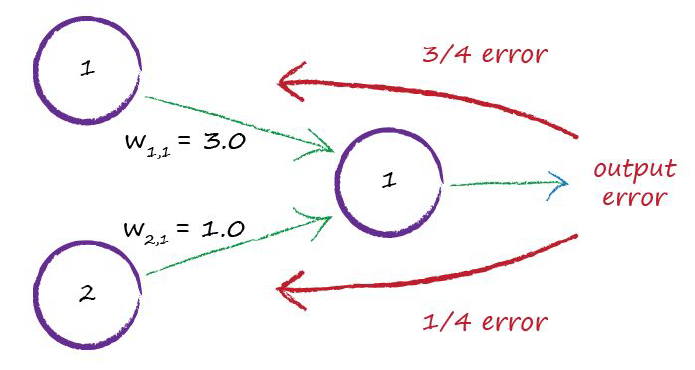 3/4 error
1
w1,1 = 3.0
1
output
error
w2,1 = 1.0
2
1/4 error